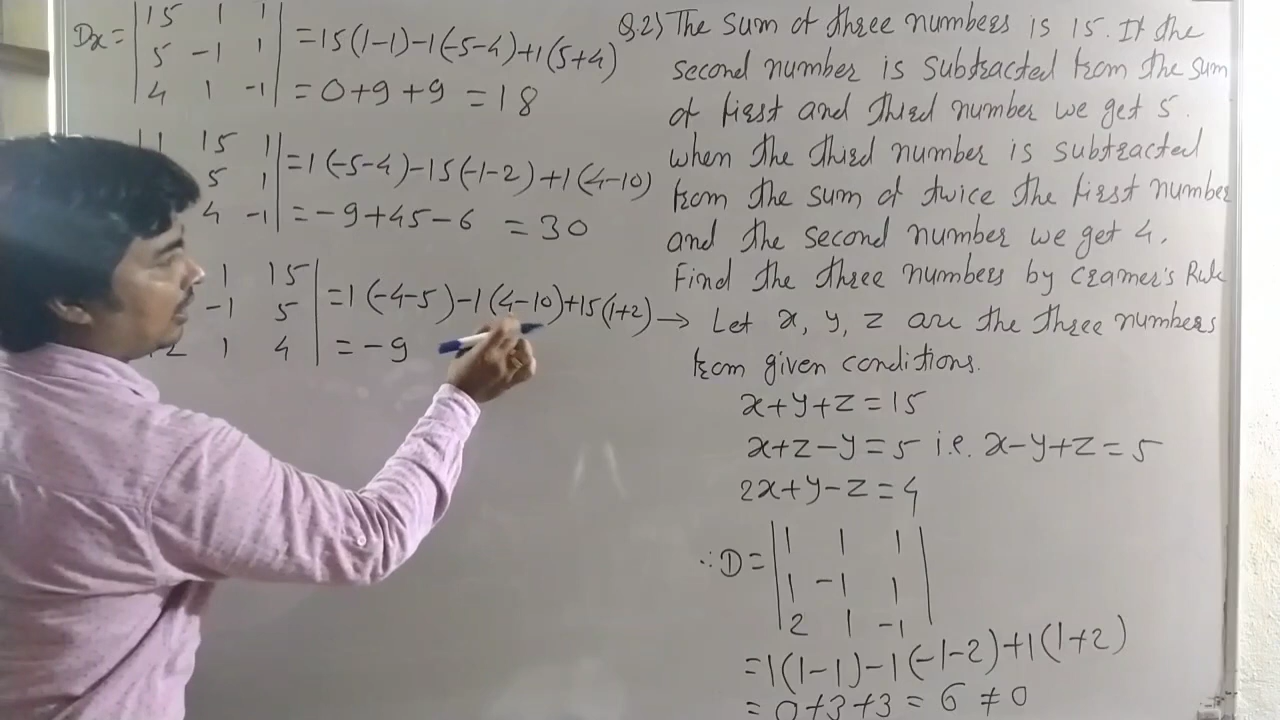 Dx = | 15 1 1 | = 15(1-1)-1(-5-4)+1(5+4)
5 -1 1
4 1 -1 | = 0+9+9 = 18
1 15 1 | = 1(-5-4)-15(-1-2)+1(4-10)
5 1
4 -1 | = -9+45-6 = 30
1 15 | = 1(-4-5)-1(4-10)+15(1+2)
-1 5
2 1 4 | = -9
Q.2) The sum of three numbers is 15. If the
second number is subtracted from the sum
of first and third number we get 5.
when the third number is subtracted
from the sum of twice the first number
and the second number we get 4.
Find the three numbers by Cramer's Rule
→ Let x, y, z are the three numbers
from given conditions.
x+y+z=15
x+z-y=5 i.e. x-y+z=5
2x+y-z=4
∴ D = | 1 1 1 |
1 -1 1
2 1 -1
=1(1-1)-1(-1-2)+1(1+2)
= 0+3+3 = 6 ≠ 0